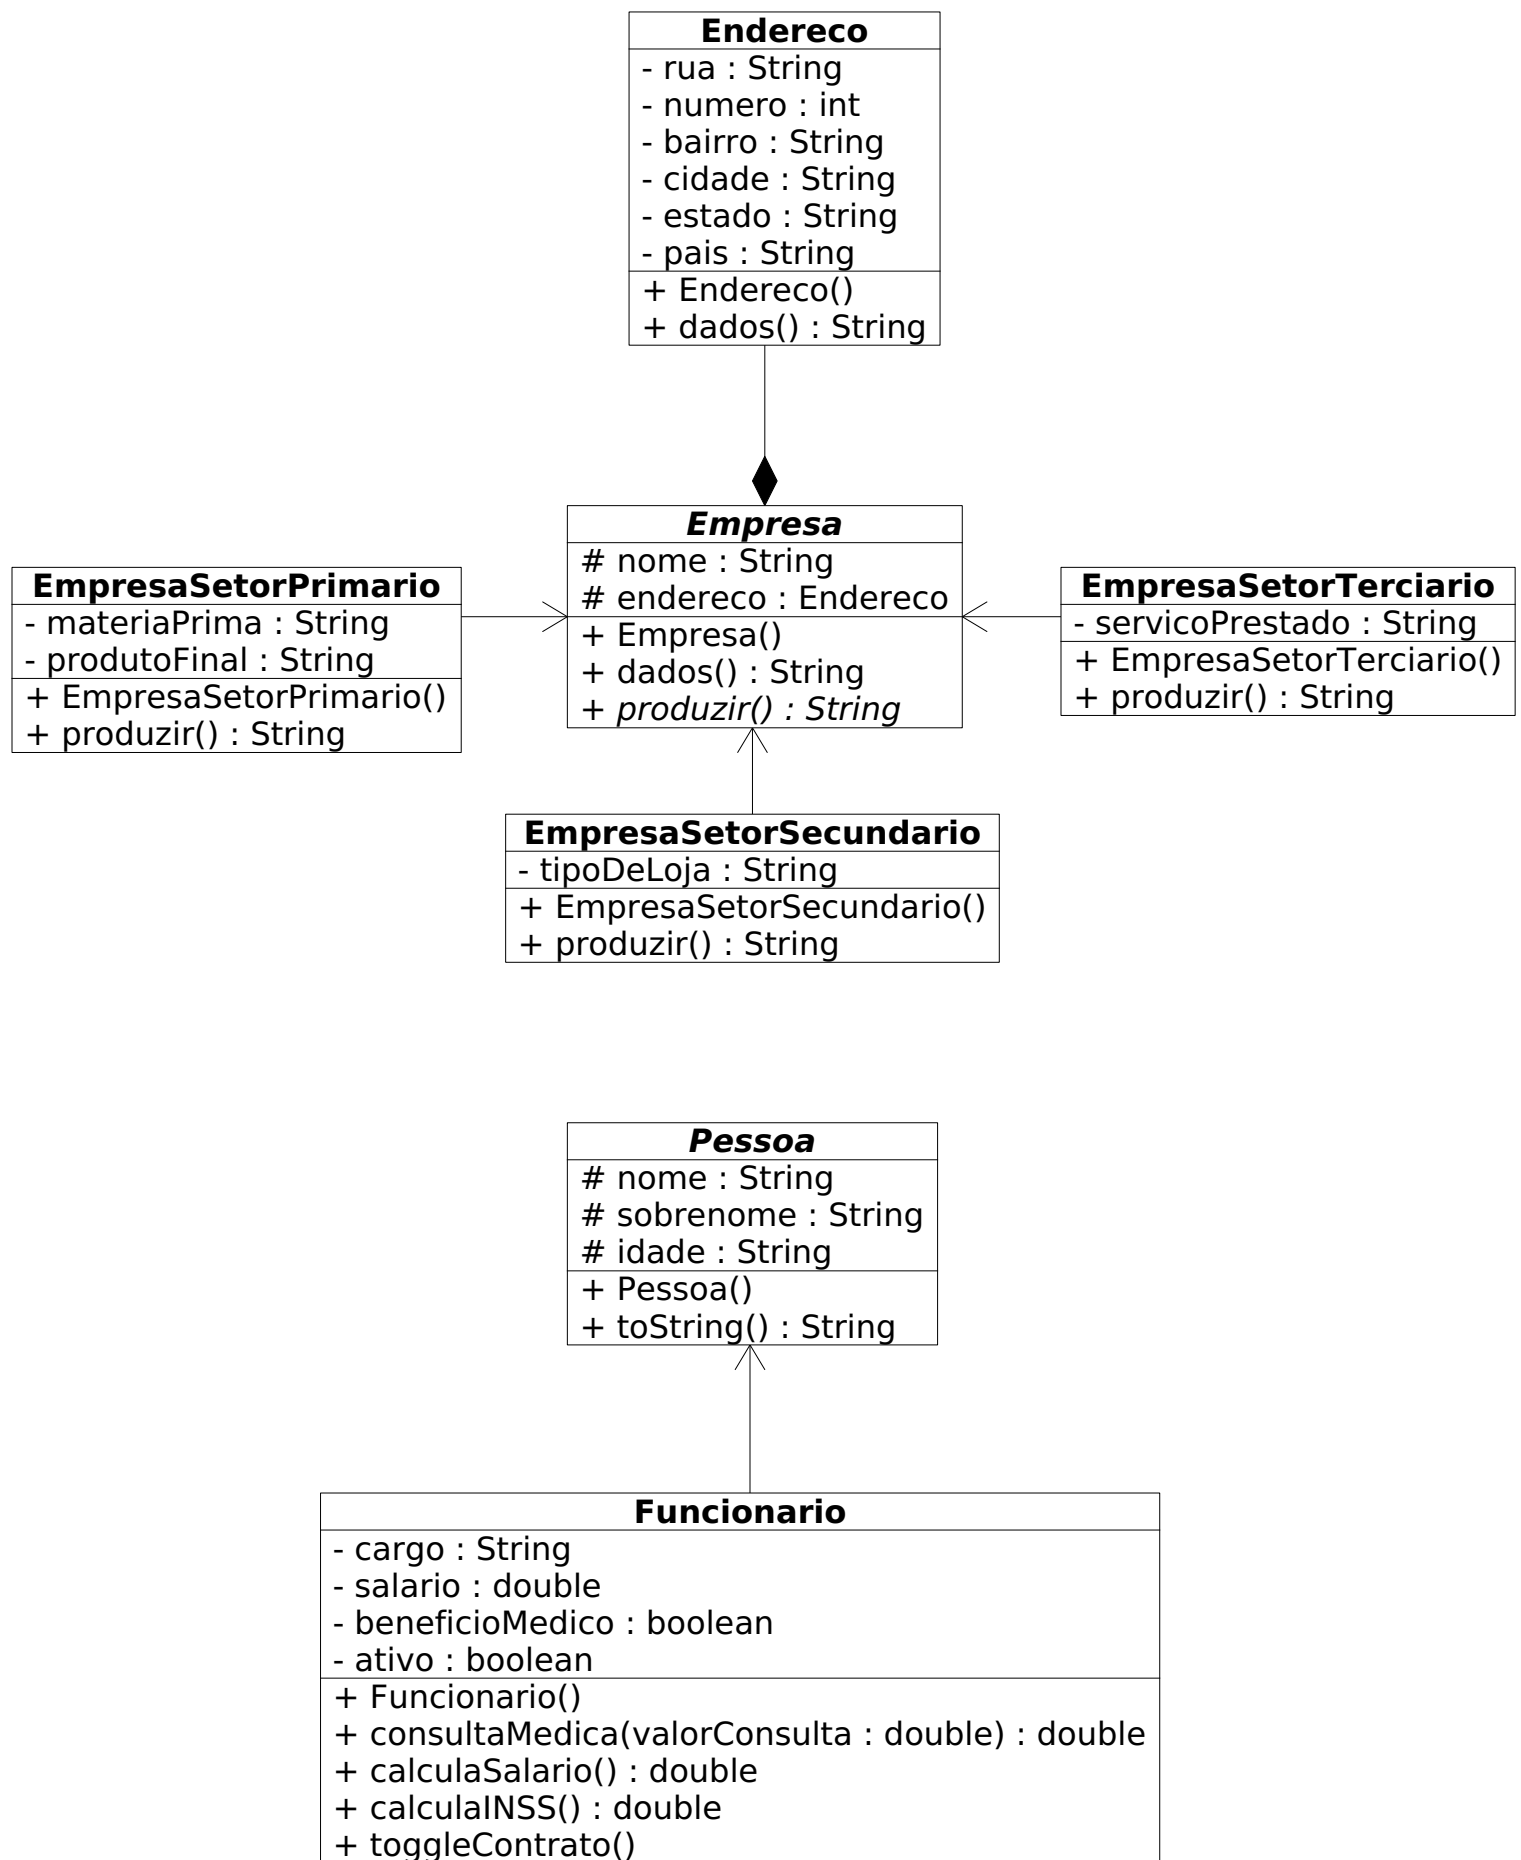 Endereco
- rua : String
- numero : int
- bairro : String
- cidade : String
- estado : String
- pais : String
+ Endereco()
+ dados() : String
Empresa
# nome : String
# endereco : Endereco
+ Empresa()
+ dados() : String
+ produzir() : String
EmpresaSetorPrimario
- materiaPrima : String
- produtoFinal : String
+ EmpresaSetorPrimario()
+ produzir() : String
EmpresaSetorTerciario
- servicoPrestado : String
+ EmpresaSetorTerciario()
+ produzir() : String
EmpresaSetorSecundario
- tipoDeLoja : String
+ EmpresaSetorSecundario()
+ produzir() : String
Pessoa
# nome : String
# sobrenome : String
# idade : String
+ Pessoa()
+ toString() : String
Funcionario
- cargo : String
- salario : double
- beneficioMedico : boolean
- ativo : boolean
+ Funcionario()
+ consultaMedica(valorConsulta : double) : double
+ calculaSalario() : double
+ calculaINSS() : double
+ toggleContrato()